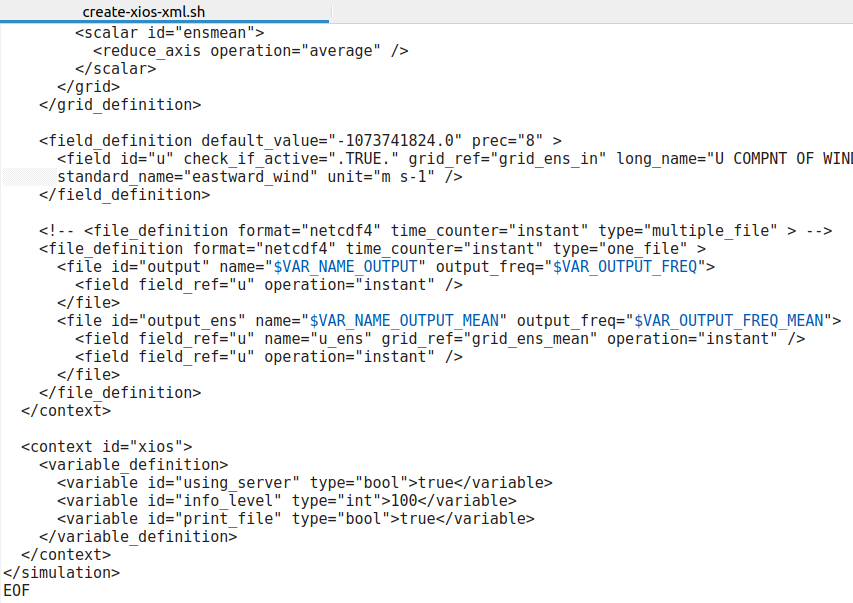 create-xios-xml.sh
<scalar id="ensmean">
<reduce_axis operation="average" />
</scalar>
</grid>
</grid_definition>
<field_definition default_value="-1073741824.0" prec="8" >
<field id="u" check_if_active=".TRUE." grid_ref="grid_ens_in" long_name="U COMPNT OF WIND
standard_name="eastward_wind" unit="m s-1" />
</field_definition>
<!-- <file_definition format="netcdf4" time_counter="instant" type="multiple_file" > -->
<file_definition format="netcdf4" time_counter="instant" type="one_file" >
<file id="output" name="$VAR_NAME_OUTPUT" output_freq="$VAR_OUTPUT_FREQ">
<field field_ref="u" operation="instant" />
</file>
<file id="output_ens" name="$VAR_NAME_OUTPUT_MEAN" output_freq="$VAR_OUTPUT_FREQ_MEAN">
<field field_ref="u" name="u_ens" grid_ref="grid_ens_mean" operation="instant" />
<field field_ref="u" operation="instant" />
</file>
</file_definition>
</context>
<context id="xios">
<variable_definition>
<variable id="using_server" type="bool">true</variable>
<variable id="info_level" type="int">100</variable>
<variable id="print_file" type="bool">true</variable>
</variable_definition>
</context>
</simulation>
EOF